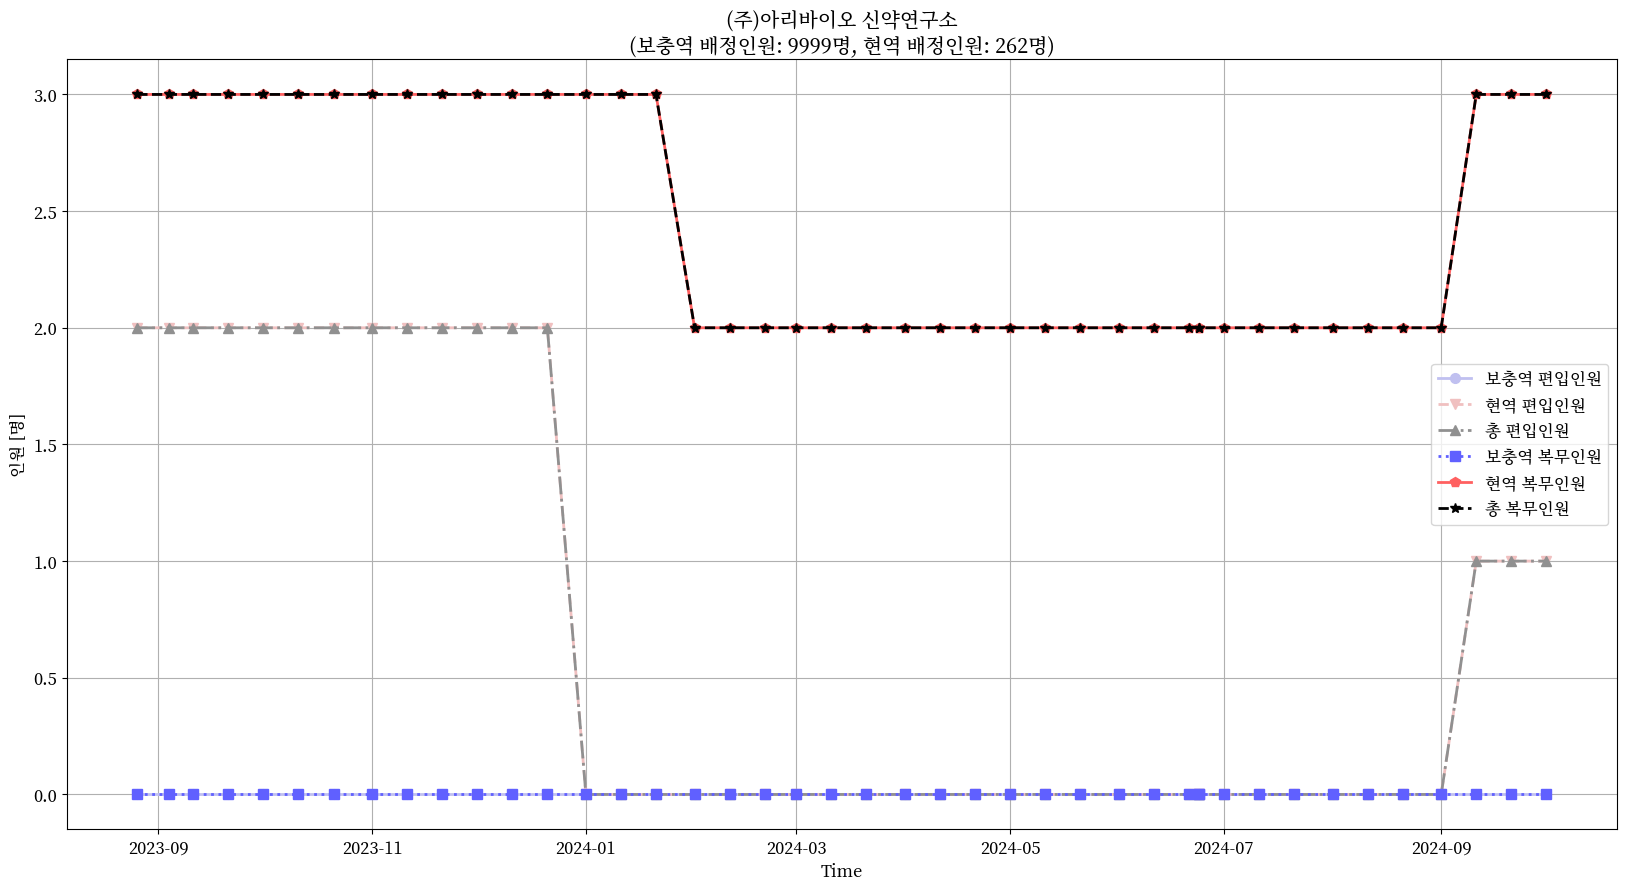 (주)아리바이오 신약연구소
(보충역 배정인원: 9999명, 현역 배정인원: 262명)
인원 [명]
3.0
2.5
2.0
1.5
1.0
0.5
0.0
보충역 편입인원
현역 편입인원
총 편입인원
보충역 복무인원
현역 복무인원
총 복무인원
2023-09
2023-11
2024-01
2024-03
2024-05
2024-07
2024-09
Time